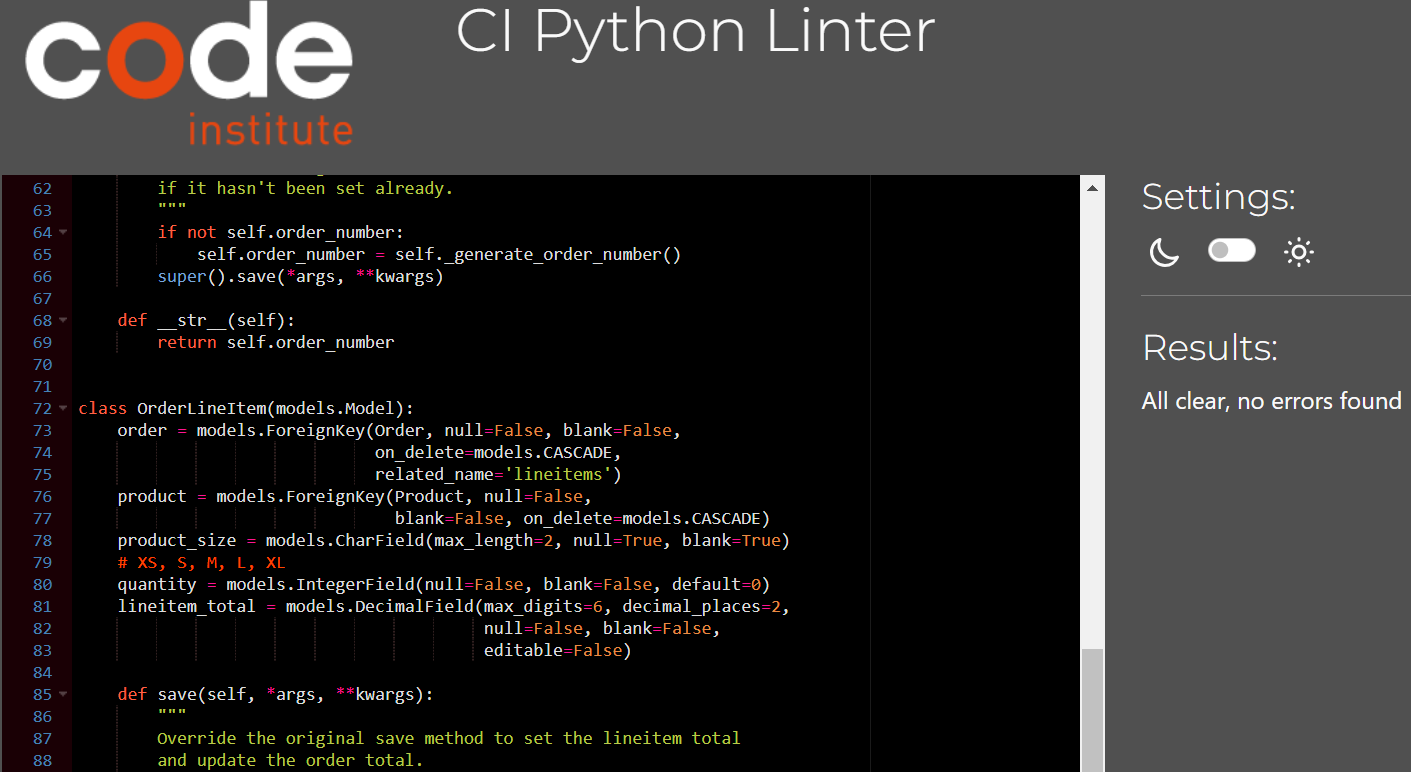 code
institute
CI Python Linter
62 if it hasn't been set already.
63 """
64 if not self.order_number:
65 self.order_number = self._generate_order_number()
66 super().save(*args, **kwargs)
67
68 def __str__(self):
69 return self.order_number
70
71
72 class OrderLineItem(models.Model):
73 order = models.ForeignKey(Order, null=False, blank=False,
74 on_delete=models.CASCADE,
75 related_name='lineitems')
76 product = models.ForeignKey(Product, null=False,
77 blank=False, on_delete=models.CASCADE)
78 product_size = models.CharField(max_length=2, null=True, blank=True)
79 # XS, S, M, L, XL
80 quantity = models.IntegerField(null=False, blank=False, default=0)
81 lineitem_total = models.DecimalField(max_digits=6, decimal_places=2,
82 null=False, blank=False,
83 editable=False)
84
85 def save(self, *args, **kwargs):
86 """
87 Override the original save method to set the lineitem total
88 and update the order total.
Settings:
Results:
All clear, no errors found